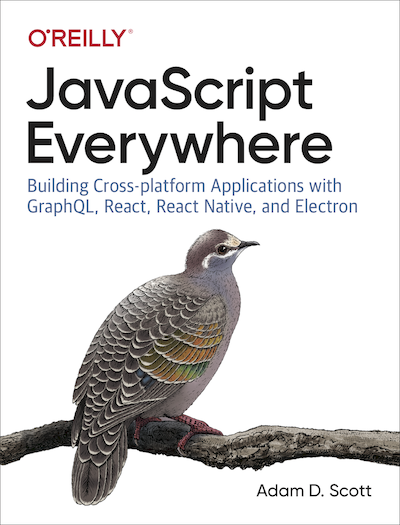 O'REILLY®
JavaScript
Everywhere
Building Cross-platform Applications with
GraphQL, React, React Native, and Electron
Adam D. Scott